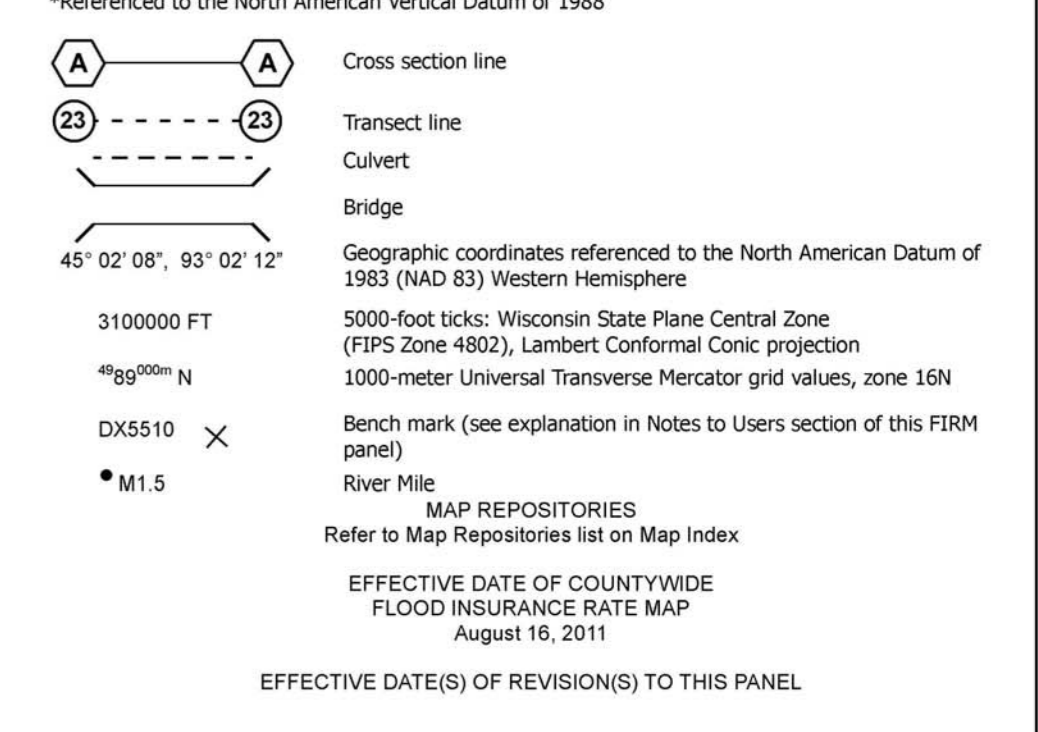 *Referenced to the North American Vertical Datum of 1988
A A Cross section line
23 23 Transect line
Culvert
Bridge
45° 02' 08", 93° 02' 12" Geographic coordinates referenced to the North American Datum of
1983 (NAD 83) Western Hemisphere
3100000 FT 5000-foot ticks: Wisconsin State Plane Central Zone
(FIPS Zone 4802), Lambert Conformal Conic projection
4989000m N 1000-meter Universal Transverse Mercator grid values, zone 16N
DX5510 Bench mark (see explanation in Notes to Users section of this FIRM
panel)
M1.5 River Mile
MAP REPOSITORIES
Refer to Map Repositories list on Map Index
EFFECTIVE DATE OF COUNTYWIDE
FLOOD INSURANCE RATE MAP
August 16, 2011
EFFECTIVE DATE(S) OF REVISION(S) TO THIS PANEL